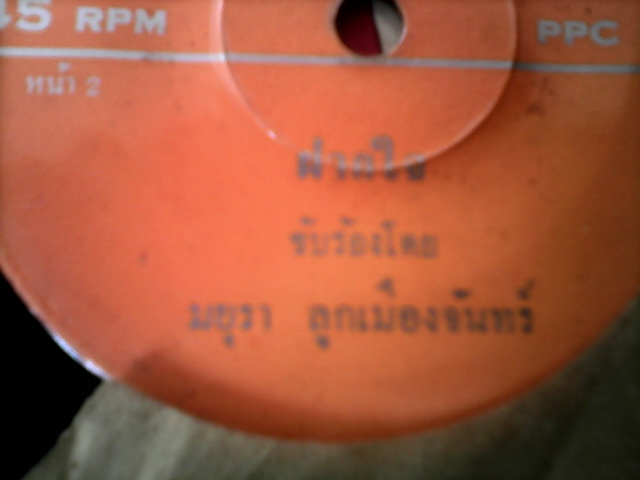 45 RPM
PPC
หน้า 2
ฝากใจ
ขับร้องโดย
มยุรา ลูกเมืองจันทร์